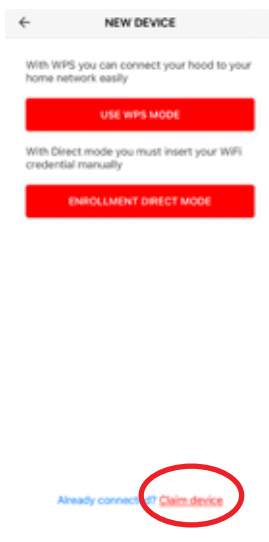 NEW DEVICE
With WPS you can connect your hood to your
home network easily
USE WPS MODE
With Direct mode you must insert your WiFi
credential manually
ENROLLMENT DIRECT MODE
Already connected? Claim device